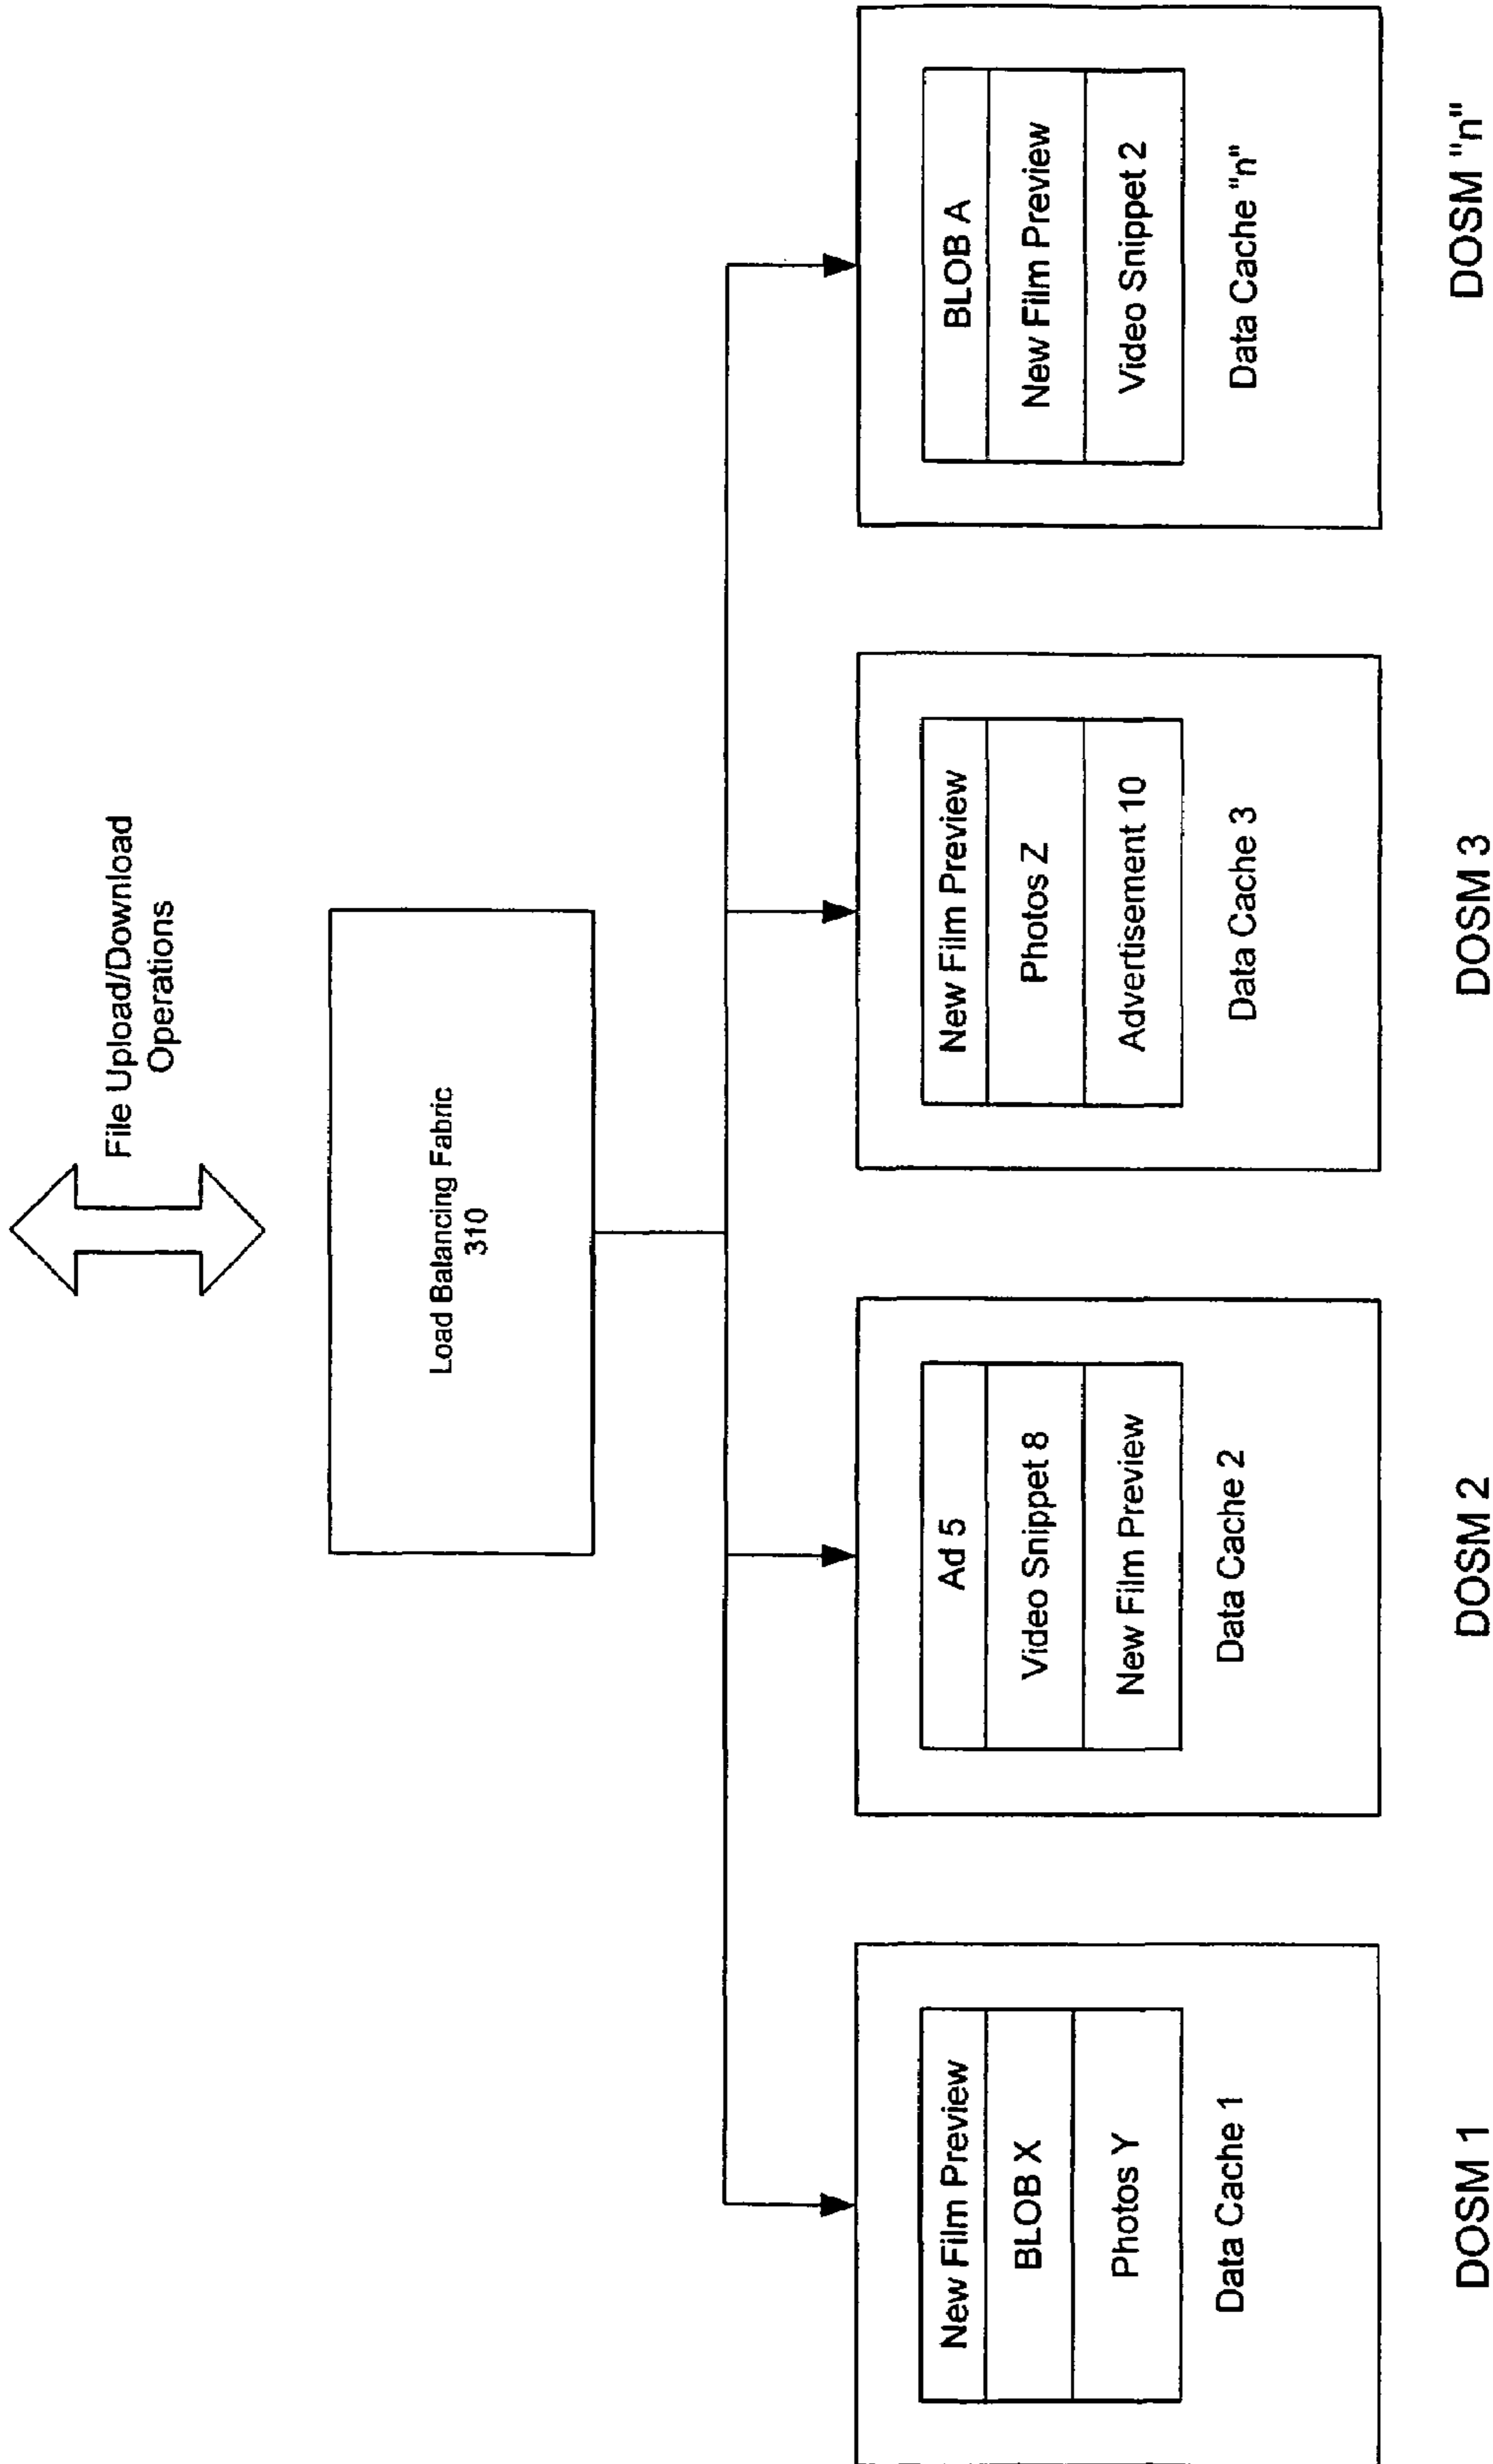 File Upload/Download
Operations
Load Balancing Fabric
310
New Film Preview
BLOB X
Photos Y
Data Cache 1
DOSM 1
Ad 5
Video Snippet 8
New Film Preview
Data Cache 2
DOSM 2
New Film Preview
Photos Z
Advertisement 10
Data Cache 3
DOSM 3
BLOB A
New Film Preview
Video Snippet 2
Data Cache "n"
DOSM "n"